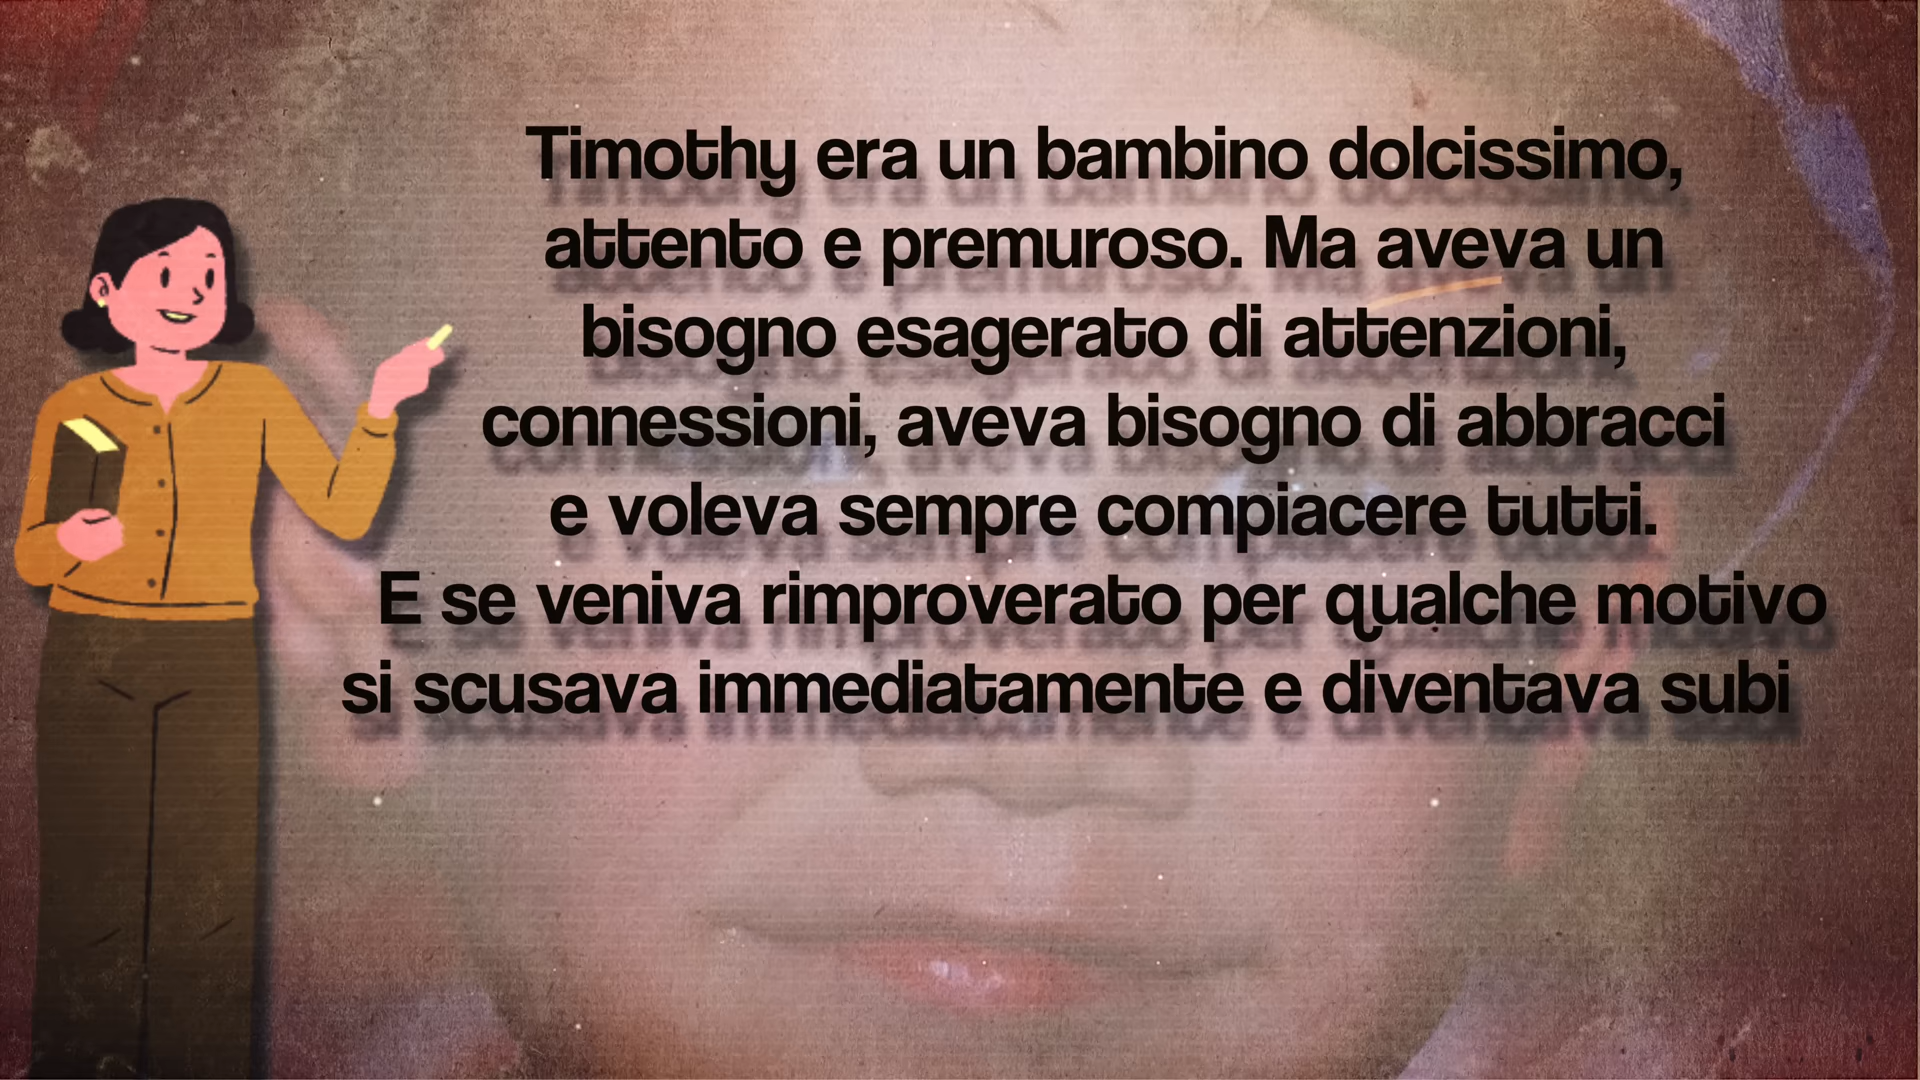 Timothy era un bambino dolcissimo,
attento e premuroso. Ma aveva un
bisogno esagerato di attenzioni,
connessioni, aveva bisogno di abbracci
e voleva sempre compiacere tutti.
E se veniva rimproverato per qualche motivo
si scusava immediatamente e diventava subi